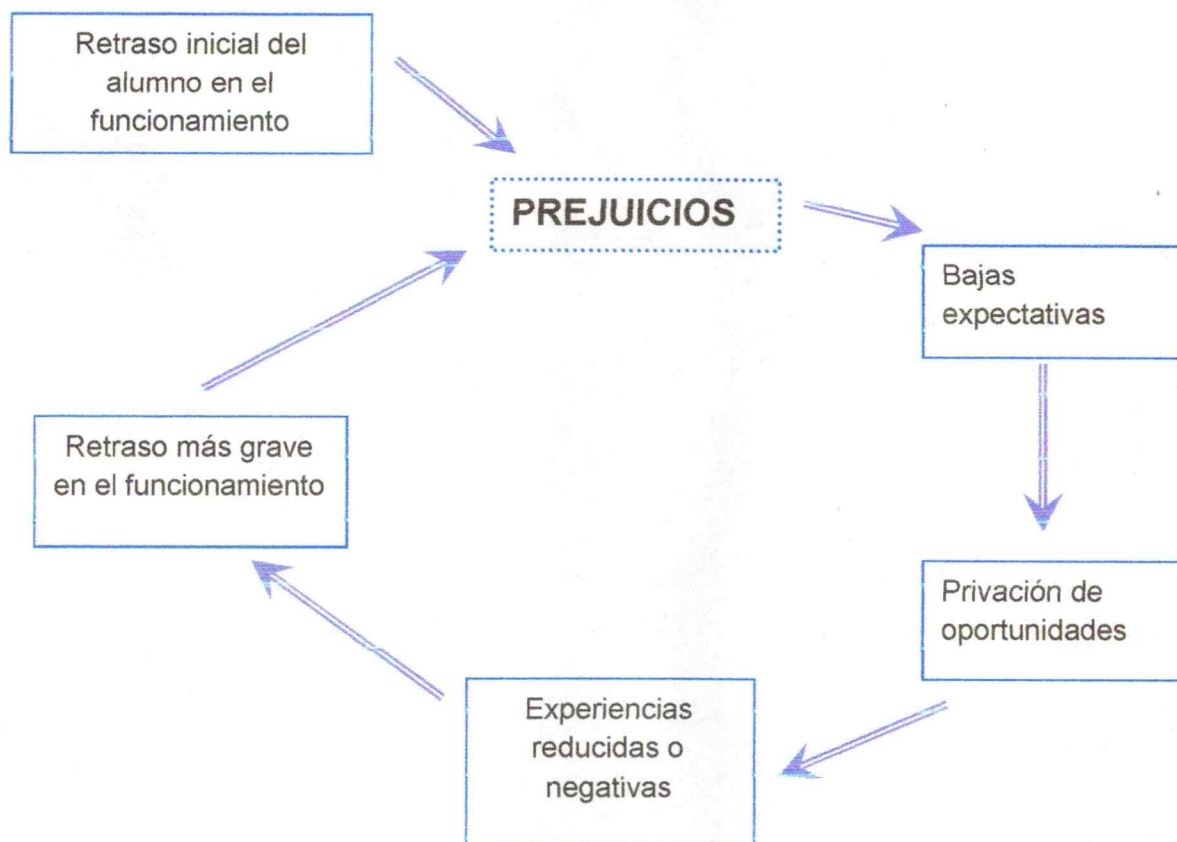 Retraso inicial del
alumno en el
funcionamiento
PREJUICIOS
Bajas
expectativas
Retraso más grave
en el funcionamiento
Privación de
oportunidades
Experiencias
reducidas o
negativas